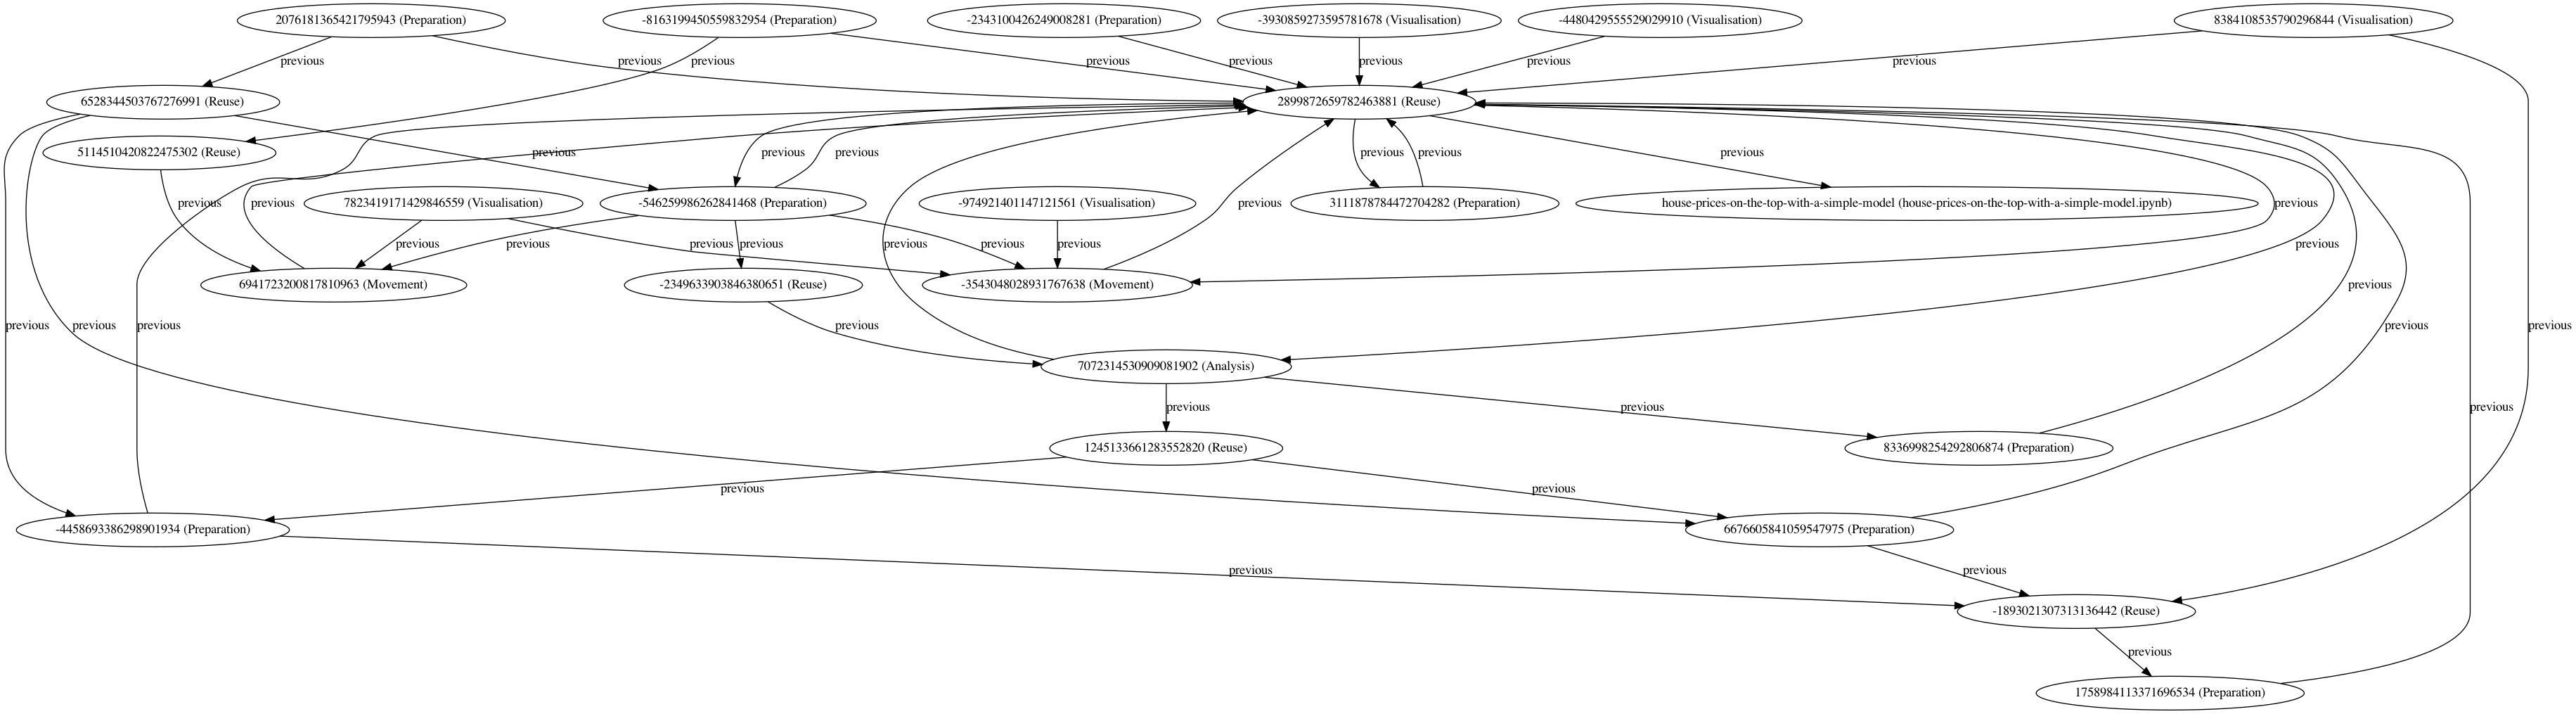 2076181365421795943 (Preparation)
-8163199450559832954 (Preparation)
-2343100426249008281 (Preparation)
-3930859273595781678 (Visualisation)
-4480429555529029910 (Visualisation)
8384108535790296844 (Visualisation)
previous
previous
previous
previous
previous
previous
previous
previous
previous
6528344503767276991 (Reuse)
2899872659782463881 (Reuse)
5114510420822475302 (Reuse)
previous
previous
previous
previous
previous
previous
previous
7823419171429846559 (Visualisation)
-546259986262841468 (Preparation)
-974921401147121561 (Visualisation)
3111878784472704282 (Preparation)
house-prices-on-the-top-with-a-simple-model (house-prices-on-the-top-with-a-simple-model.ipynb)
previous
previous
previous
previous
previous
previous
previous
previous
previous
previous
previous
previous
6941723200817810963 (Movement)
-2349633903846380651 (Reuse)
-3543048028931767638 (Movement)
previous
previous
previous
previous
previous
previous
previous
7072314530909081902 (Analysis)
previous
previous
previous
1245133661283552820 (Reuse)
8336998254292806874 (Preparation)
previous
previous
-4458693386298901934 (Preparation)
6676605841059547975 (Preparation)
previous
previous
-1893021307313136442 (Reuse)
previous
1758984113371696534 (Preparation)